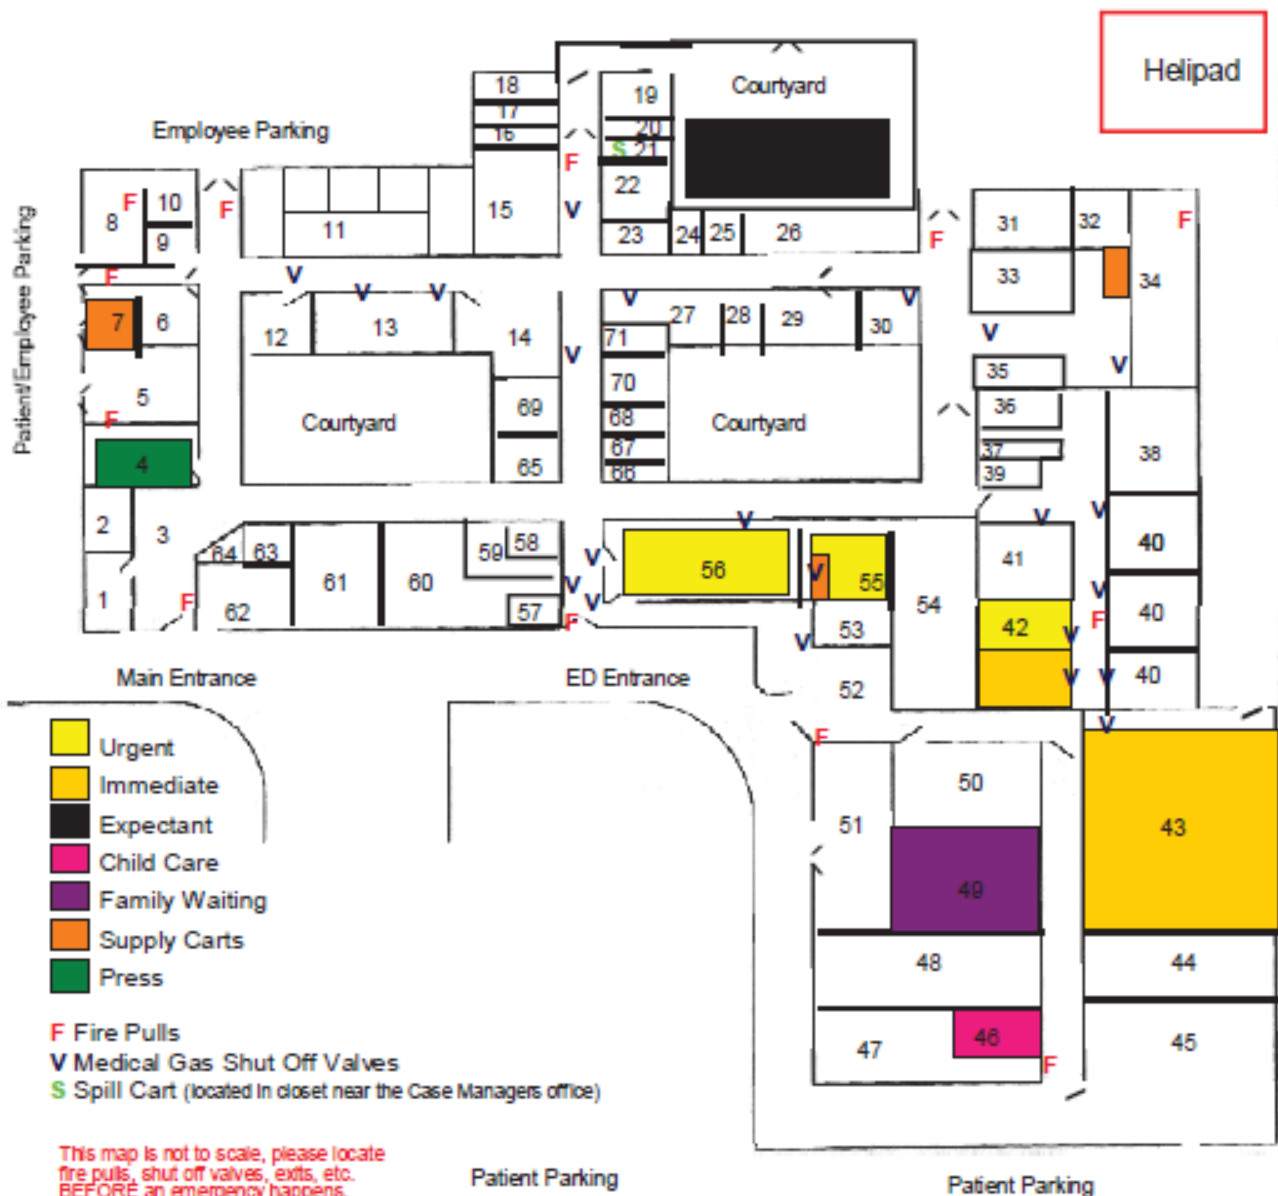 Helipad
Courtyard
18
19
17
20
16
S 21
Employee Parking
F
F
10
8
F
22
V
15
11
9
23
24
25
26
31
32
F
F
Patient/Employee Parking
F
V
V
V
33
34
7
6
12
13
14
V
27
28
29
30
V
71
V
V
V
35
5
70
69
36
F
Courtyard
68
Courtyard
67
37
38
4
65
66
39
2
3
V
V
V
64
63
59
58
V
40
61
60
56
V
55
41
V
1
F
62
57
V
V
F
54
53
V
42
V
F
40
52
V
V
40
Main Entrance
ED Entrance
V
F
Urgent
Immediate
Expectant
Child Care
Family Waiting
Supply Carts
Press
50
51
43
49
48
44
47
46
F
45
F Fire Pulls
V Medical Gas Shut Off Valves
S Spill Cart (located in closet near the Case Managers office)
This map is not to scale, please locate
fire pulls, shut off valves, exits, etc.
BEFORE an emergency happens.
Patient Parking
Patient Parking